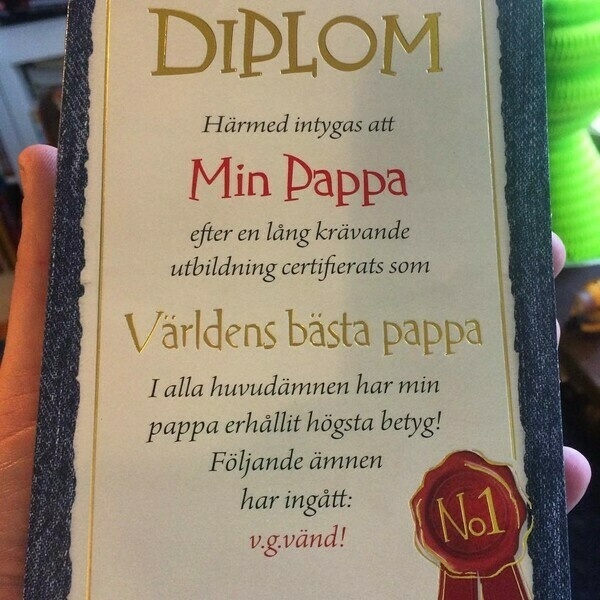 DIPLOM
Härmed intygas att
Min Pappa
efter en lång krävande
utbildning certifierats som
Världens bästa pappa
I alla huvudämnen har min
pappa erhållit högsta betyg!
Följande ämnen
har ingått:
v.g.vänd!
No1